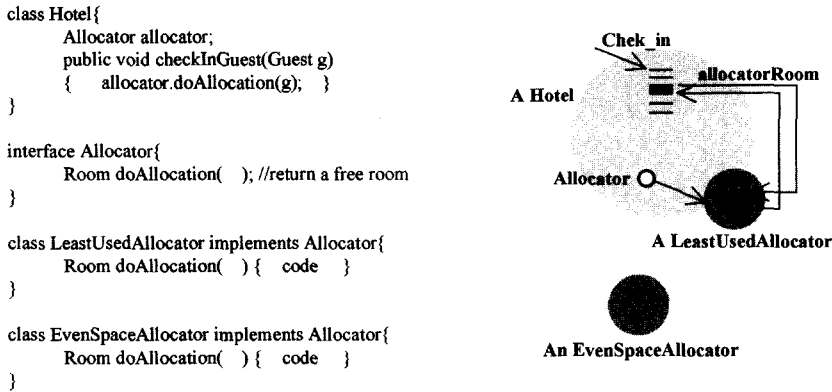 class Hotel{
Allocator allocator;
public void checkInGuest(Guest g)
{ allocator.doAllocation(g); }
}
interface Allocator{
Room doAllocation( ); //return a free room
}
class LeastUsedAllocator implements Allocator{
Room doAllocation( ) { code }
}
class EvenSpaceAllocator implements Allocator{
Room doAllocation( ) { code }
}
Chek_in
allocatorRoom
A Hotel
Allocator
A LeastUsedAllocator
An EvenSpaceAllocator